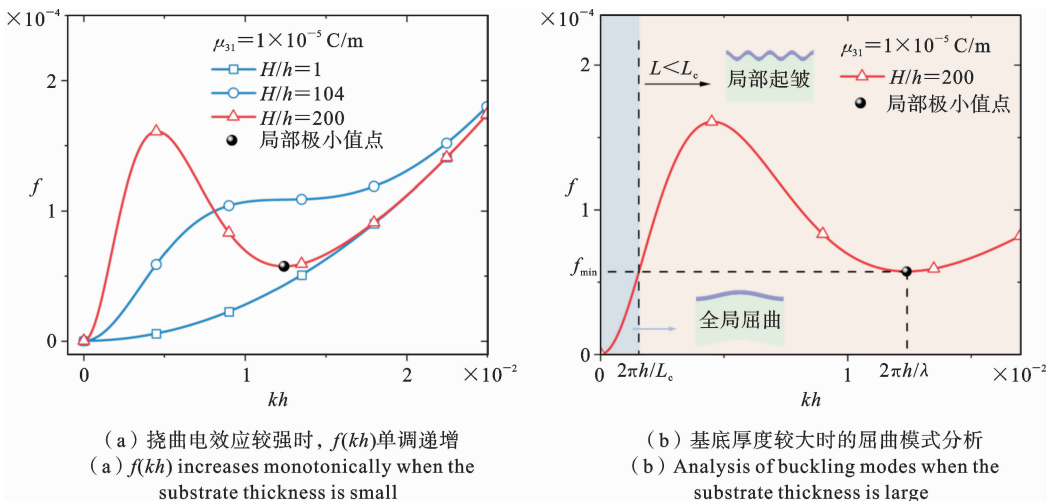 ×10⁻⁴
μ₃₁=1×10⁻⁵ C/m
H/h=1
H/h=104
H/h=200
局部极小值点
2
f
1
0
0
1
2
×10⁻²
kh
(a) 挠曲电效应较强时，f(kh)单调递增
(a) f(kh) increases monotonically when the
substrate thickness is small
×10⁻⁴
μ₃₁=1×10⁻⁵ C/m
H/h=200
局部极小值点
L<Lc
局部起皱
2
f
1
fmin
全局屈曲
0
0
2πh/Lc
1
2πh/λ
×10⁻²
kh
(b) 基底厚度较大时的屈曲模式分析
(b) Analysis of buckling modes when the
substrate thickness is large